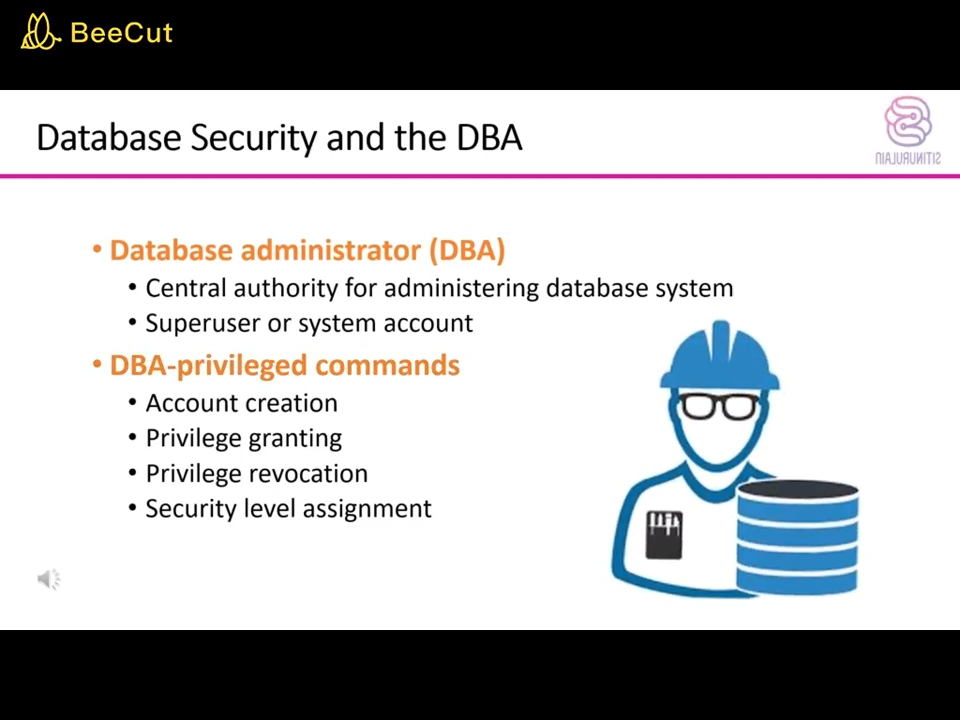 BeeCut
Database Security and the DBA
SITINURULAIN
• Database administrator (DBA)
• Central authority for administering database system
• Superuser or system account
• DBA-privileged commands
• Account creation
• Privilege granting
• Privilege revocation
• Security level assignment